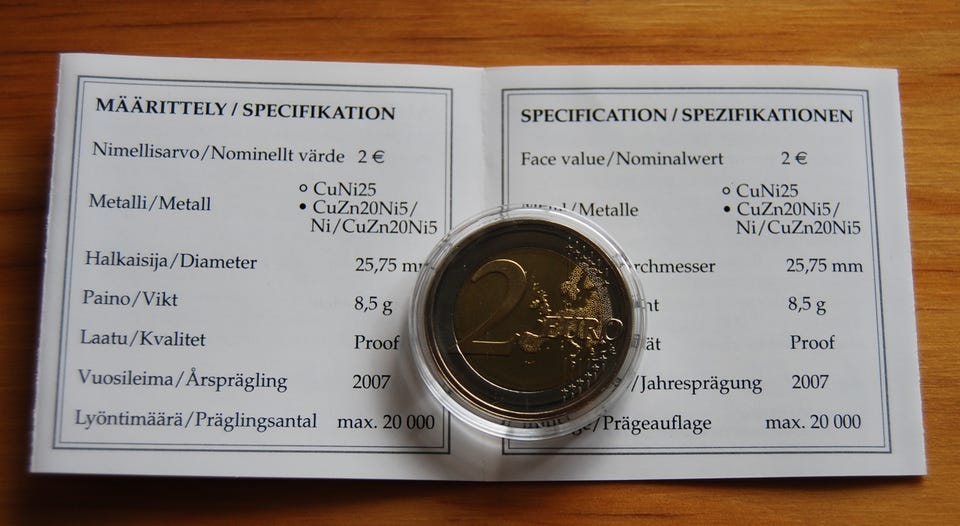 MÄÄRITTELY / SPECIFIKATION
Nimellisarvo/Nominellt värde 2 €
Metalli/Metall
○ CuNi25
• CuZn20Ni5/
Ni/CuZn20Ni5
Halkaisija/Diameter 25,75 mm
Paino/Vikt 8,5 g
Laatu/Kvalitet Proof
Vuosileima/Årsprägling 2007
Lyöntimäärä/Präglingsantal max. 20 000
SPECIFICATION / SPEZIFIKATIONEN
Face value/Nominalwert 2 €
/Metalle
○ CuNi25
• CuZn20Ni5/
Ni/CuZn20Ni5
rchmesser 25,75 mm
ht 8,5 g
ät Proof
/Jahresprägung 2007
/Prägeauflage max. 20 000
2 EURO